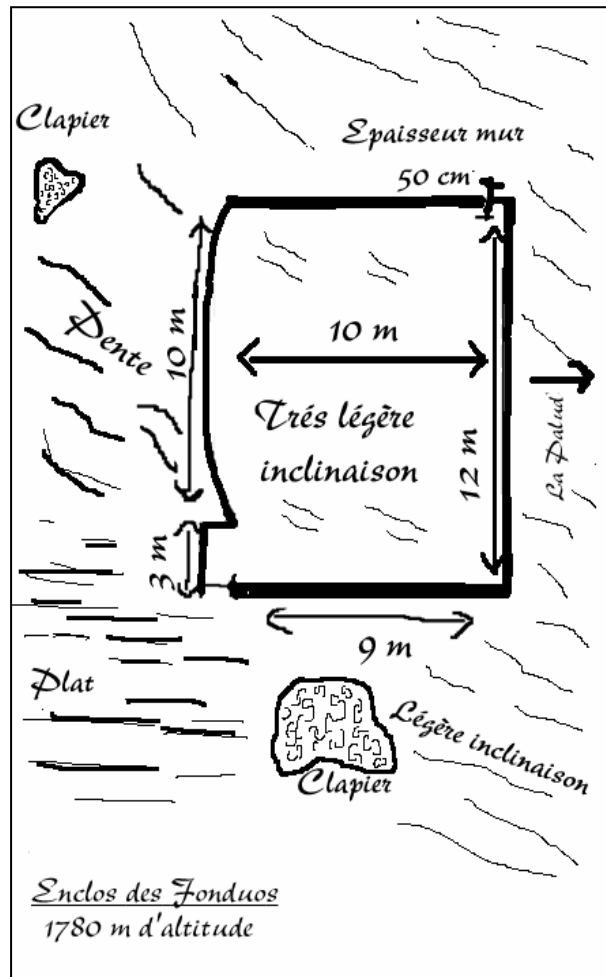 Clapier
Epaisseur mur
50 cm
Pente
10 m
10 m
Trés légère
inclinaison
12 m
La Palud
3 m
9 m
Plat
Légère inclinaison
Clapier
Enclos des Fonduos
1780 m d'altitude